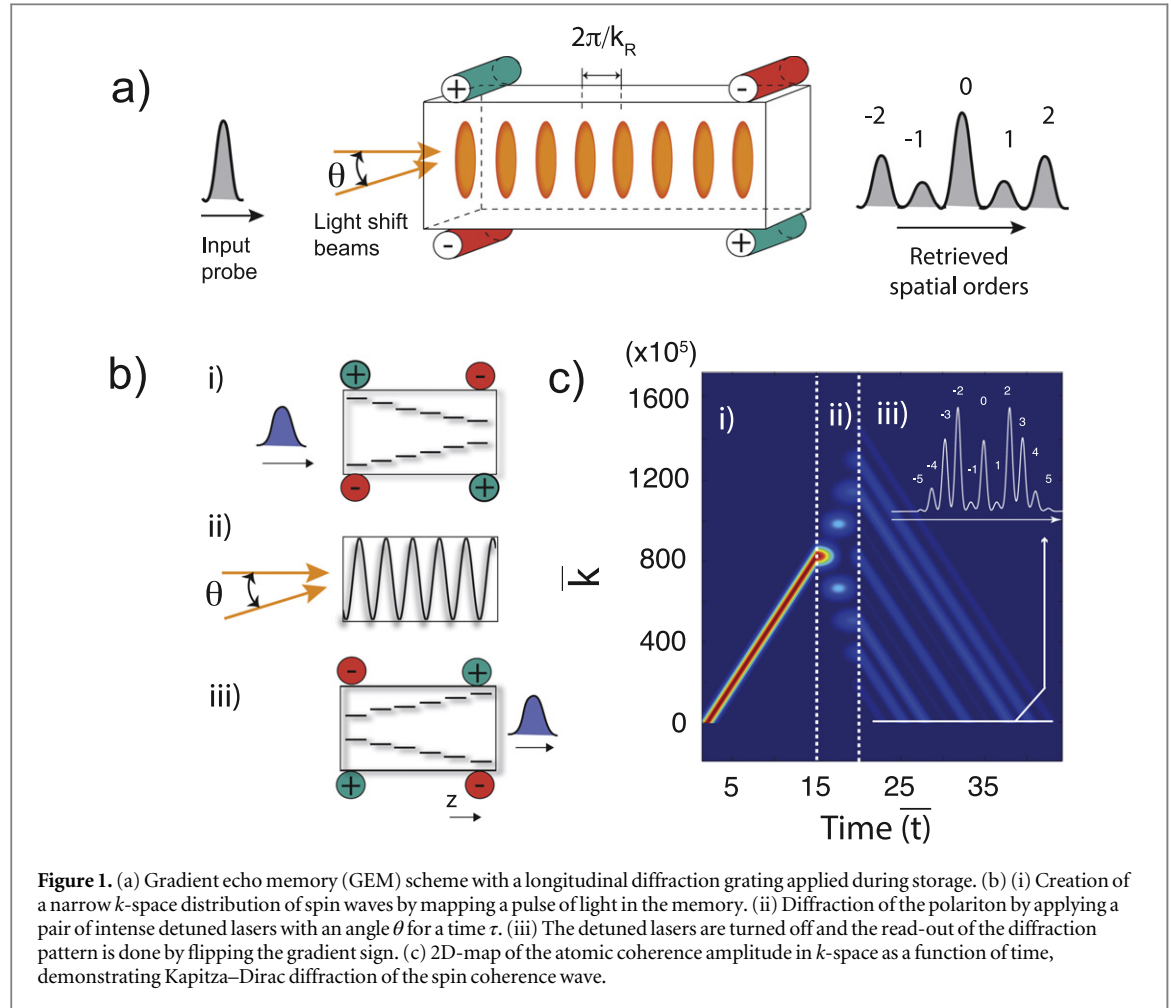 a)
2π/k_R
+
-
0
-2
-1
1
2
θ
Input
probe
Light shift
beams
-
+
Retrieved
spatial orders
b)
i)
+
-
-
+
ii)
θ
iii)
-
+
+
-
z
c)
(x10⁵)
1600
1200
800
400
0
k̅
i)
ii)
iii)
-5
-4
-3
-2
-1
0
1
2
3
4
5
5
15
25
35
Time (t̅)
Figure 1. (a) Gradient echo memory (GEM) scheme with a longitudinal diffraction grating applied during storage. (b) (i) Creation of
a narrow k-space distribution of spin waves by mapping a pulse of light in the memory. (ii) Diffraction of the polariton by applying a
pair of intense detuned lasers with an angle θ for a time τ. (iii) The detuned lasers are turned off and the read-out of the diffraction
pattern is done by flipping the gradient sign. (c) 2D-map of the atomic coherence amplitude in k-space as a function of time,
demonstrating Kapitza–Dirac diffraction of the spin coherence wave.